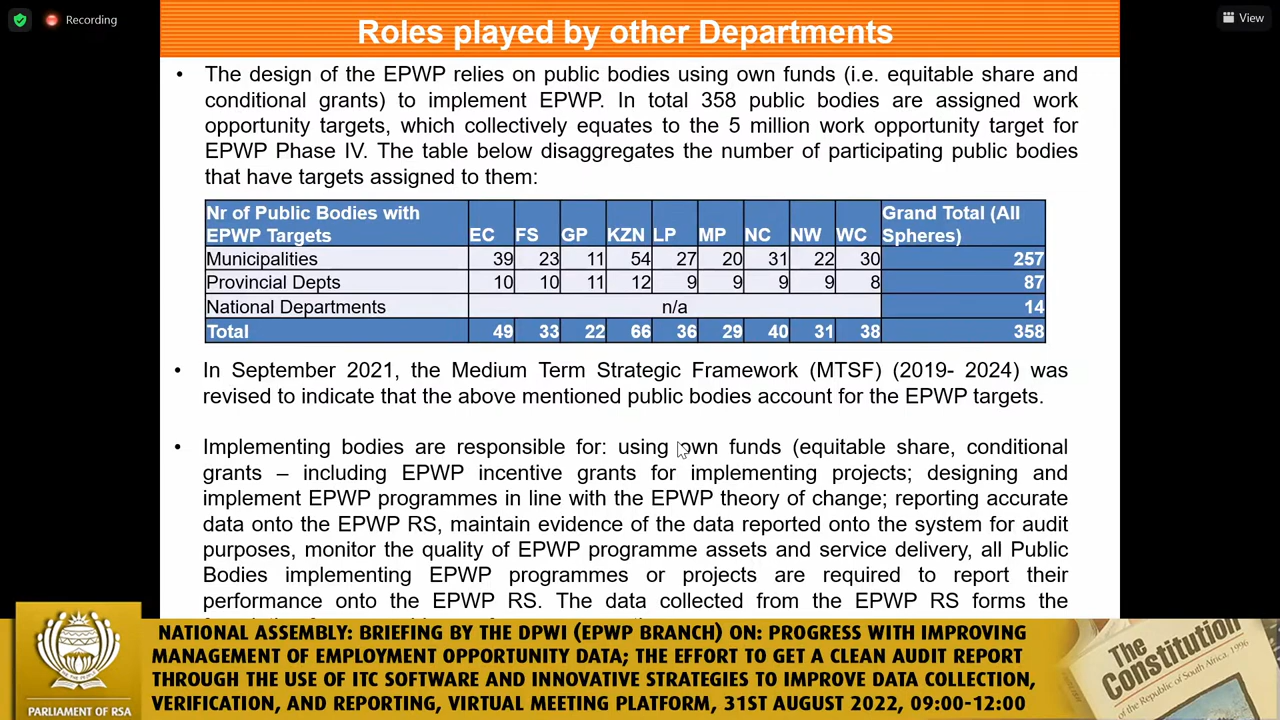 Recording
View
Roles played by other Departments
• The design of the EPWP relies on public bodies using own funds (i.e. equitable share and
conditional grants) to implement EPWP. In total 358 public bodies are assigned work
opportunity targets, which collectively equates to the 5 million work opportunity target for
EPWP Phase IV. The table below disaggregates the number of participating public bodies
that have targets assigned to them:
Nr of Public Bodies with EPWP Targets EC FS GP KZN LP MP NC NW WC Grand Total (All Spheres)
Municipalities 39 23 11 54 27 20 31 22 30 257
Provincial Depts 10 10 11 12 9 9 9 9 8 87
National Departments n/a 14
Total 49 33 22 66 36 29 40 31 38 358
• In September 2021, the Medium Term Strategic Framework (MTSF) (2019- 2024) was
revised to indicate that the above mentioned public bodies account for the EPWP targets.
• Implementing bodies are responsible for: using own funds (equitable share, conditional
grants – including EPWP incentive grants for implementing projects; designing and
implement EPWP programmes in line with the EPWP theory of change; reporting accurate
data onto the EPWP RS, maintain evidence of the data reported onto the system for audit
purposes, monitor the quality of EPWP programme assets and service delivery, all Public
Bodies implementing EPWP programmes or projects are required to report their
performance onto the EPWP RS. The data collected from the EPWP RS forms the
NATIONAL ASSEMBLY: BRIEFING BY THE DPWI (EPWP BRANCH) ON: PROGRESS WITH IMPROVING
MANAGEMENT OF EMPLOYMENT OPPORTUNITY DATA; THE EFFORT TO GET A CLEAN AUDIT REPORT
THROUGH THE USE OF ITC SOFTWARE AND INNOVATIVE STRATEGIES TO IMPROVE DATA COLLECTION,
VERIFICATION, AND REPORTING, VIRTUAL MEETING PLATFORM, 31ST AUGUST 2022, 09:00-12:00
PARLIAMENT OF RSA
The
Constitution
of the Republic of South Africa, 1996